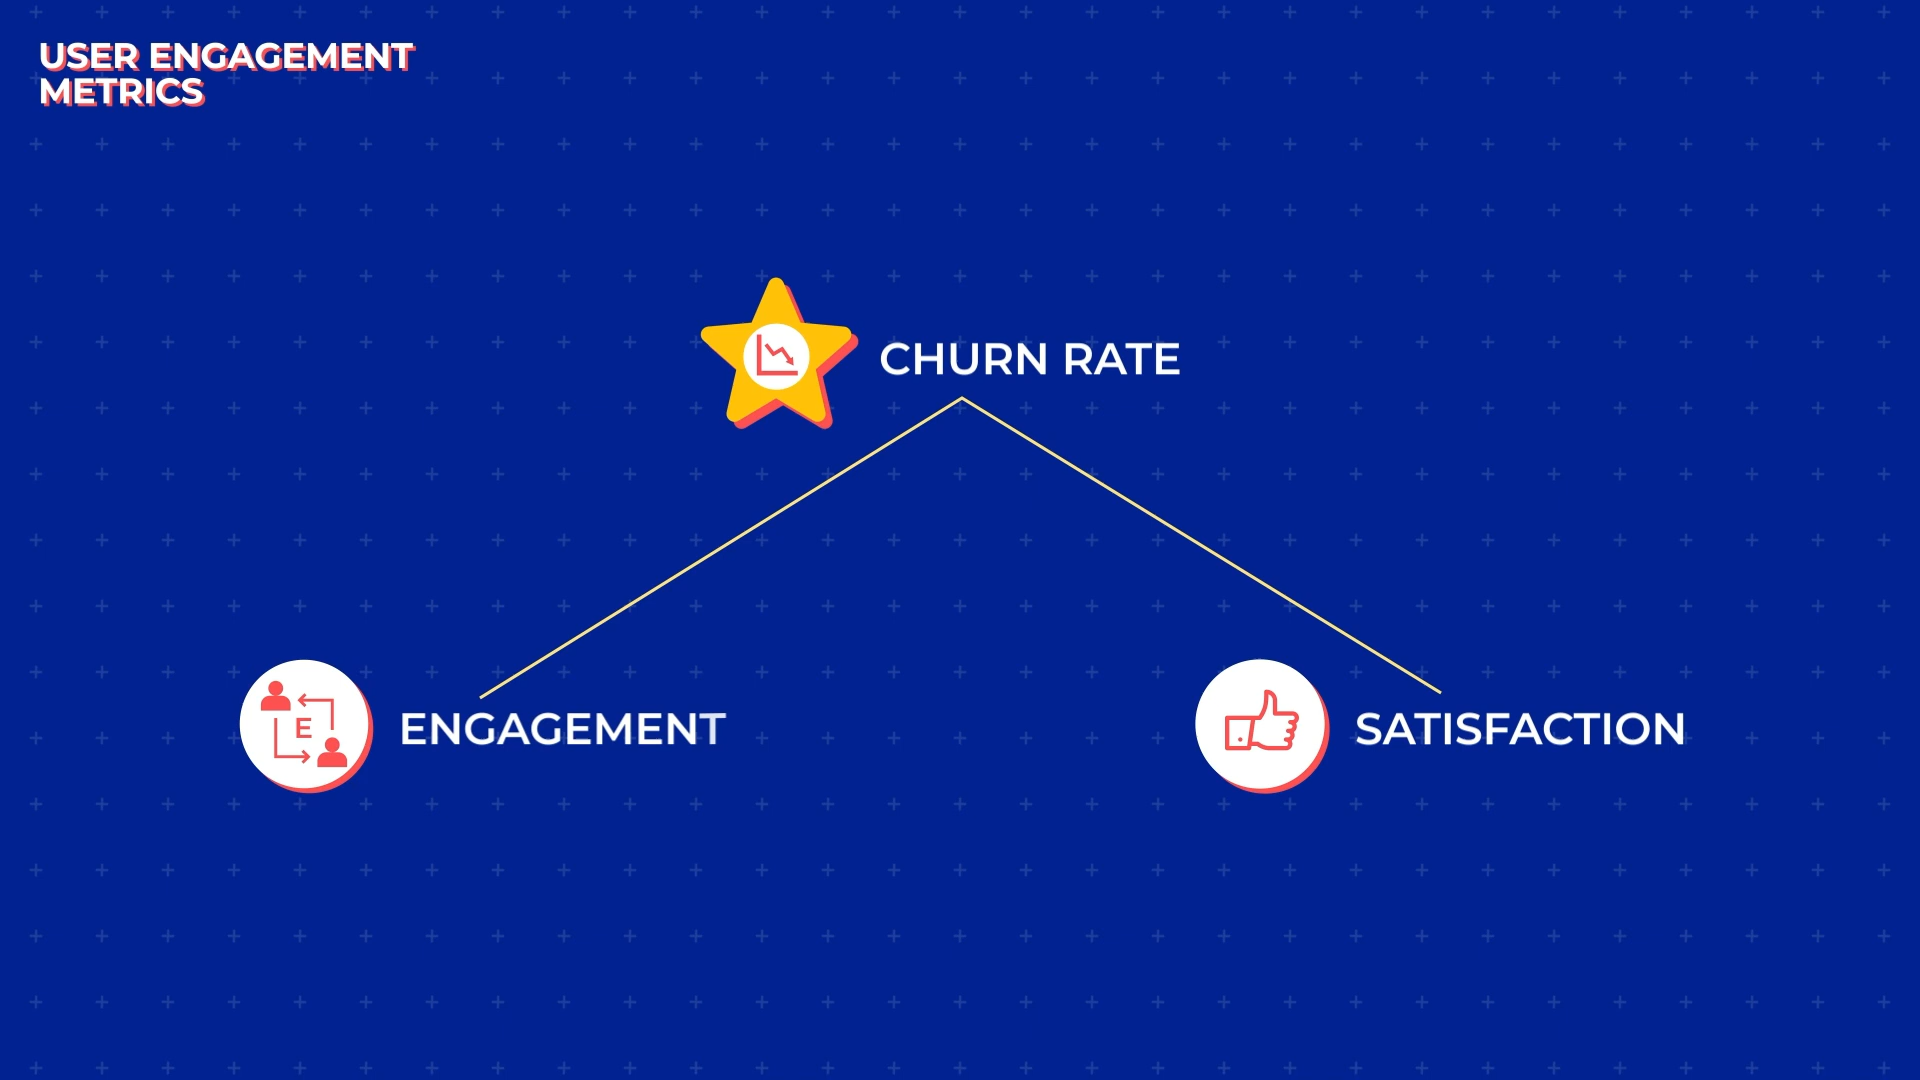 USER ENGAGEMENT
METRICS
CHURN RATE
E
ENGAGEMENT
SATISFACTION